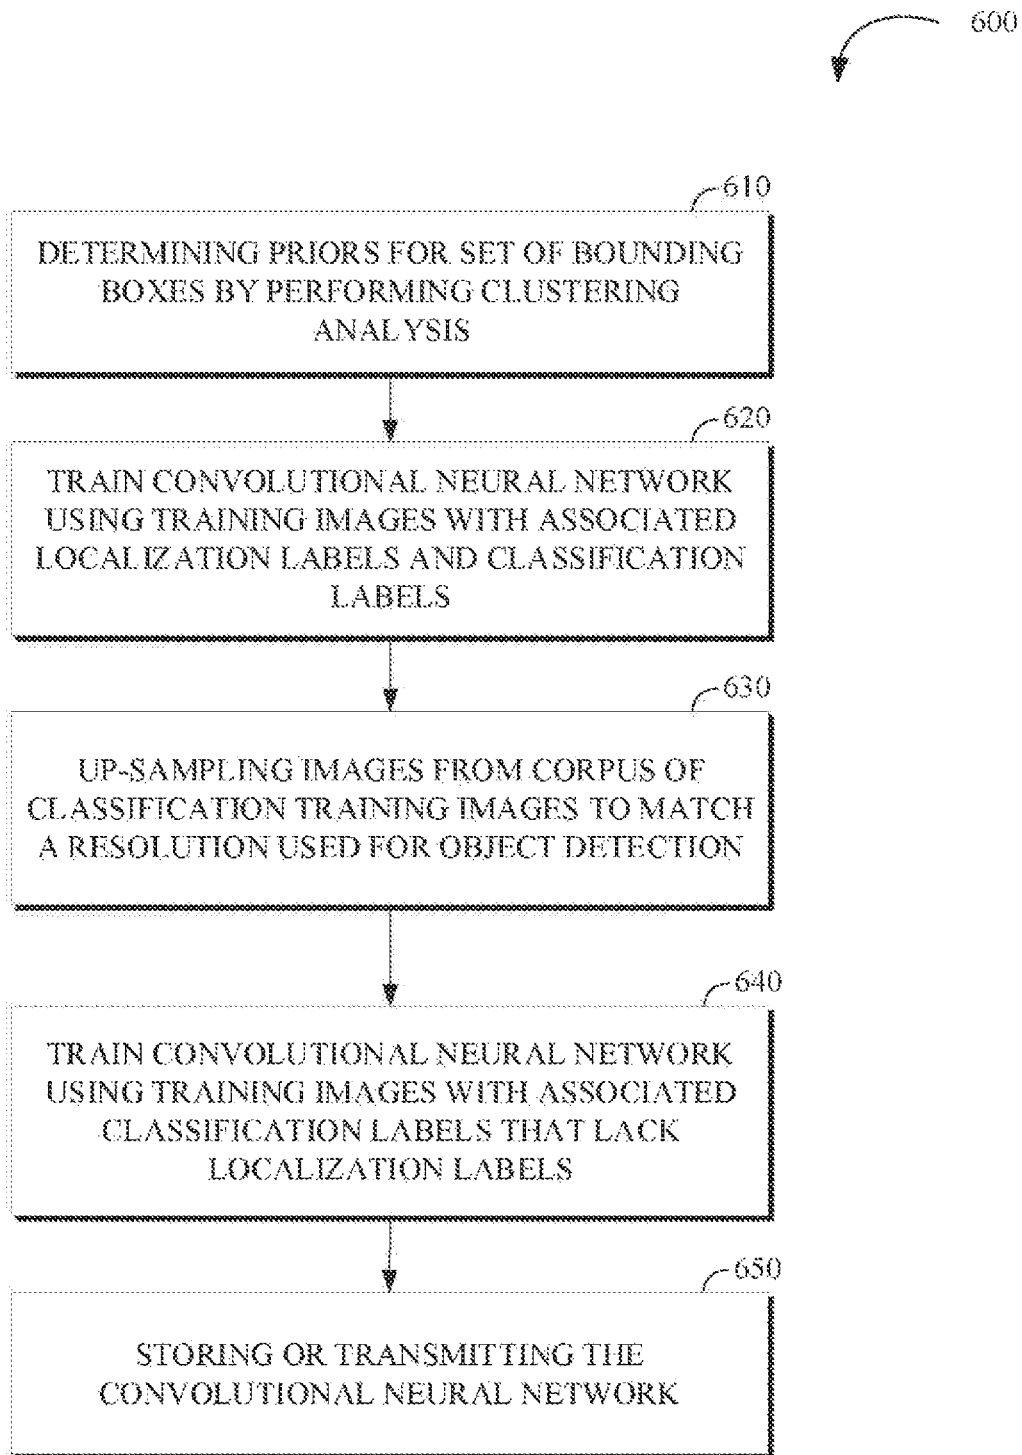 600
610
DETERMINING PRIORS FOR SET OF BOUNDING
BOXES BY PERFORMING CLUSTERING
ANALYSIS
620
TRAIN CONVOLUTIONAL NEURAL NETWORK
USING TRAINING IMAGES WITH ASSOCIATED
LOCALIZATION LABELS AND CLASSIFICATION
LABELS
630
UP-SAMPLING IMAGES FROM CORPUS OF
CLASSIFICATION TRAINING IMAGES TO MATCH
A RESOLUTION USED FOR OBJECT DETECTION
640
TRAIN CONVOLUTIONAL NEURAL NETWORK
USING TRAINING IMAGES WITH ASSOCIATED
CLASSIFICATION LABELS THAT LACK
LOCALIZATION LABELS
650
STORING OR TRANSMITTING THE
CONVOLUTIONAL NEURAL NETWORK